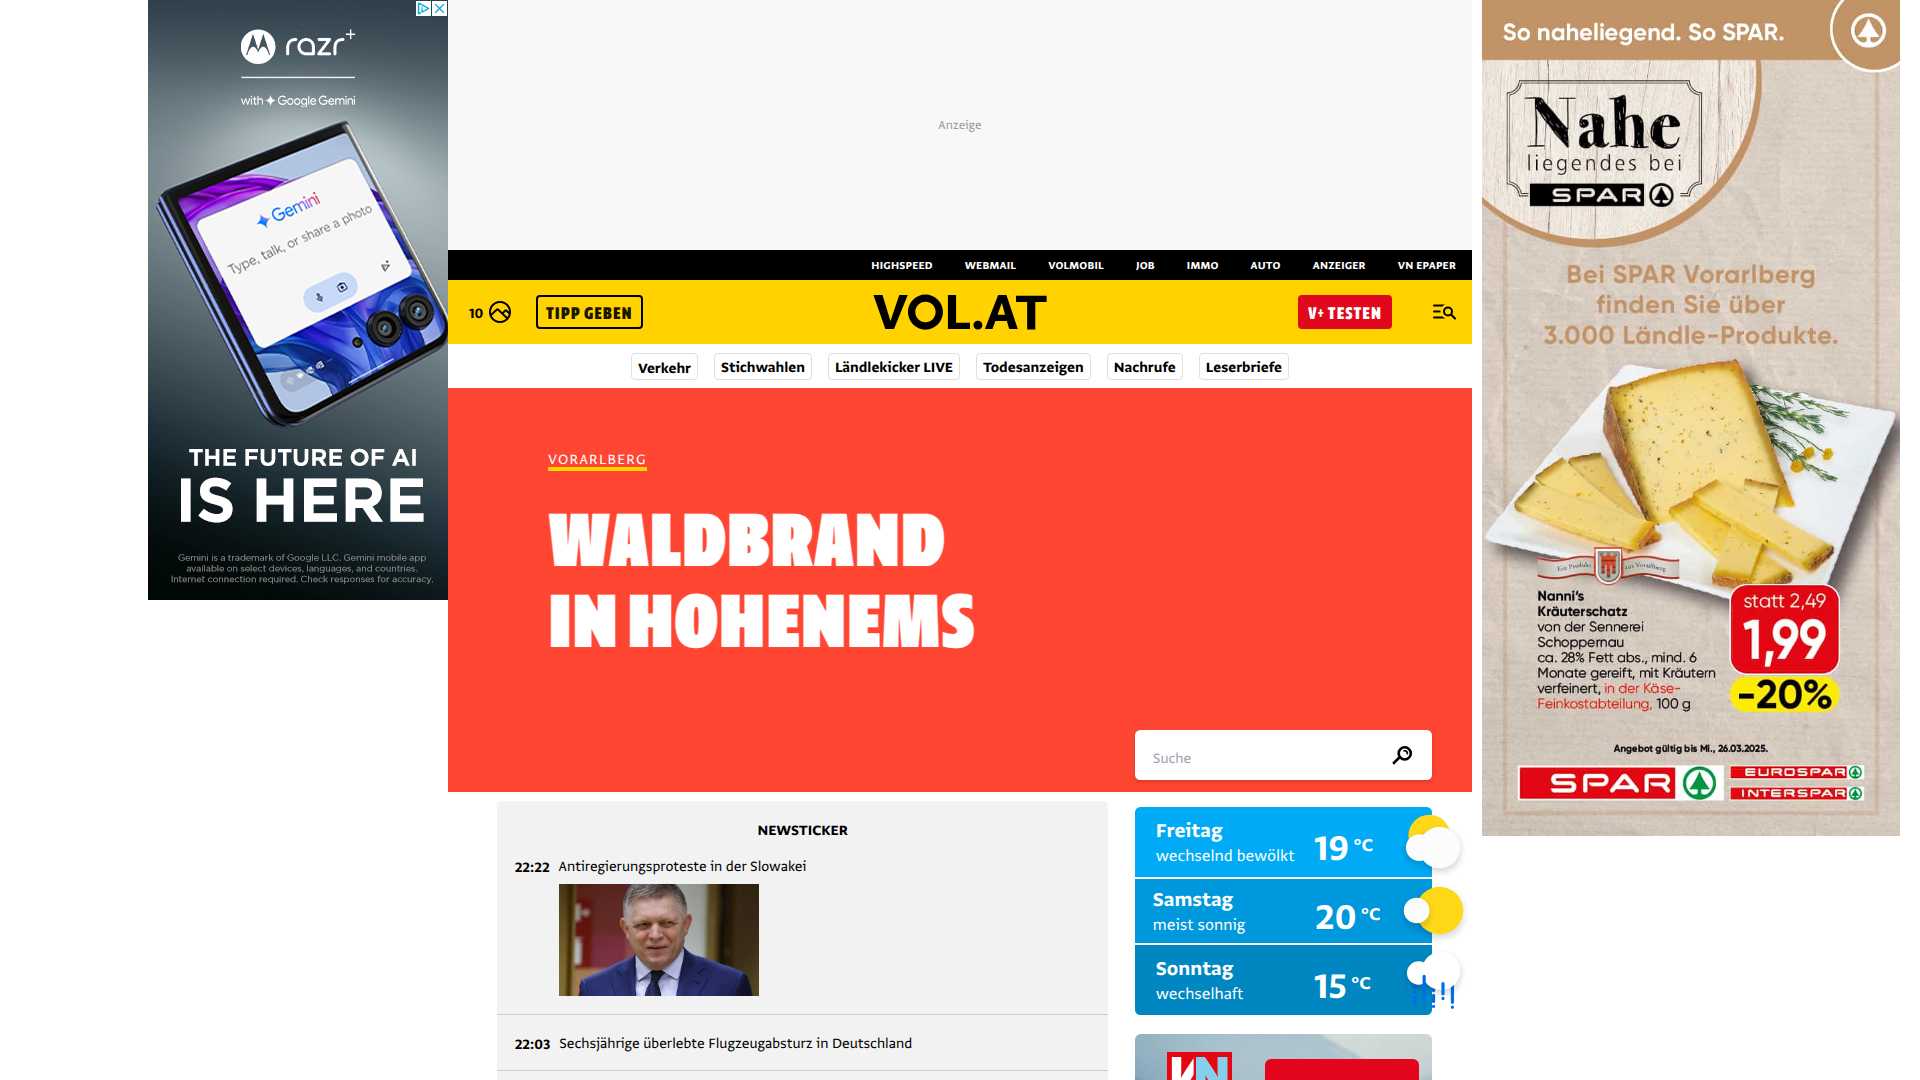 razr+
with Google Gemini
Gemini
Type, talk, or share a photo
THE FUTURE OF AI
IS HERE
Gemini is a trademark of Google LLC. Gemini mobile app
available on select devices, languages, and countries.
Internet connection required. Check responses for accuracy.
Anzeige
HIGHSPEED WEBMAIL VOLMOBIL JOB IMMO AUTO ANZEIGER VN EPAPER
10 TIPP GEBEN VOL.AT V+ TESTEN
Verkehr Stichwahlen Ländlekicker LIVE Todesanzeigen Nachrufe Leserbriefe
VORARLBERG
WALDBRAND
IN HOHENEMS
Suche
NEWSTICKER
22:22 Antiregierungsproteste in der Slowakei
22:03 Sechsjährige überlebte Flugzeugabsturz in Deutschland
Freitag
wechselnd bewölkt
19 °C
Samstag
meist sonnig
20 °C
Sonntag
wechselhaft
15 °C
VN
So naheliegend. So SPAR.
Nahe
liegendes bei
SPAR
Bei SPAR Vorarlberg
finden Sie über
3.000 Ländle-Produkte.
Ein Produkt aus Vorarlberg
Nanni's
Kräuterschatz
von der Sennerei
Schoppernau
ca. 28% Fett abs., mind. 6
Monate gereift, mit Kräutern
verfeinert, in der Käse-
Feinkostabteilung, 100 g
statt 2,49
1,99
-20%
Angebot gültig bis Mi., 26.03.2025.
SPAR
EUROSPAR
INTERSPAR